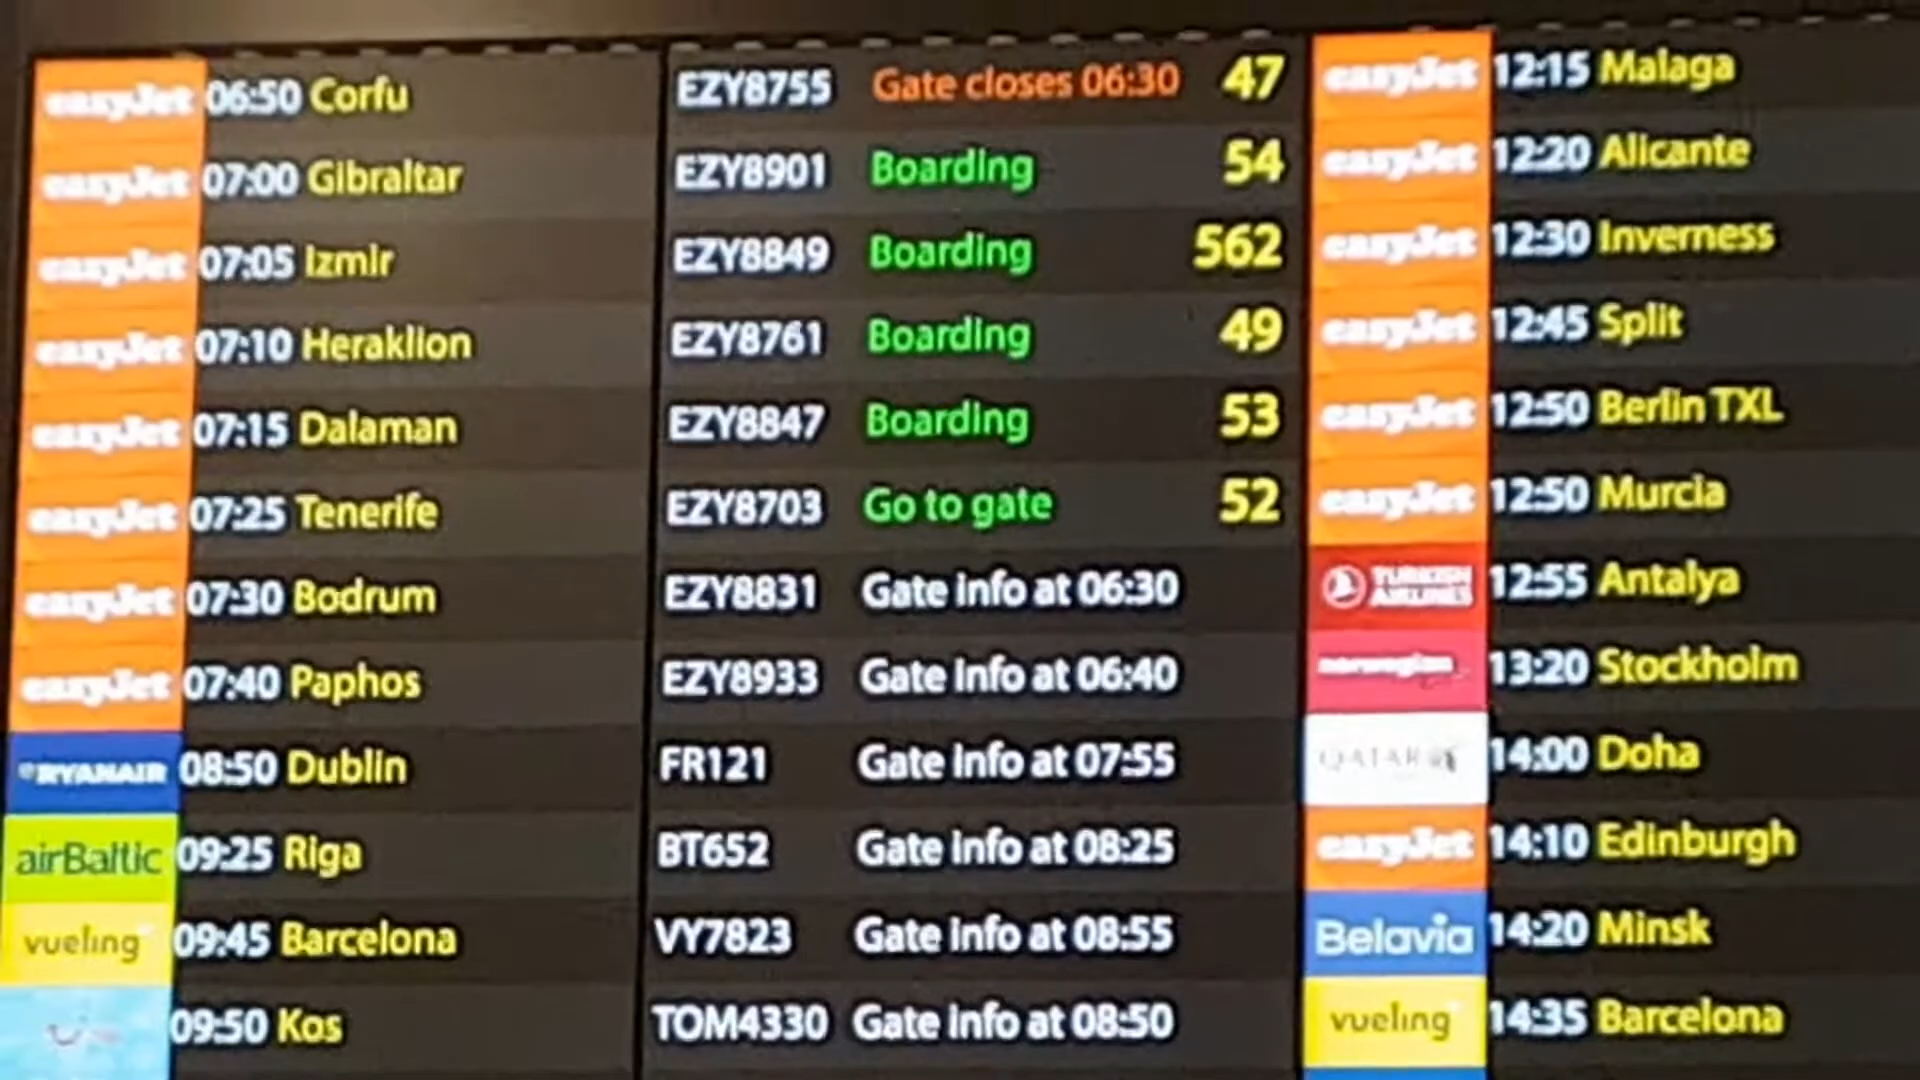 easyJet 06:50 Corfu EZY8755 Gate closes 06:30 47
easyJet 07:00 Gibraltar EZY8901 Boarding 54
easyJet 07:05 Izmir EZY8849 Boarding 562
easyJet 07:10 Heraklion EZY8761 Boarding 49
easyJet 07:15 Dalaman EZY8847 Boarding 53
easyJet 07:25 Tenerife EZY8703 Go to gate 52
easyJet 07:30 Bodrum EZY8831 Gate info at 06:30
easyJet 07:40 Paphos EZY8933 Gate info at 06:40
RYANAIR 08:50 Dublin FR121 Gate info at 07:55
airBaltic 09:25 Riga BT652 Gate info at 08:25
vueling 09:45 Barcelona VY7823 Gate info at 08:55
09:50 Kos TOM4330 Gate info at 08:50
easyJet 12:15 Malaga
easyJet 12:20 Alicante
easyJet 12:30 Inverness
easyJet 12:45 Split
easyJet 12:50 Berlin TXL
easyJet 12:50 Murcia
TURKISH AIRLINES 12:55 Antalya
norwegian 13:20 Stockholm
QATAR 14:00 Doha
easyJet 14:10 Edinburgh
Belavia 14:20 Minsk
vueling 14:35 Barcelona